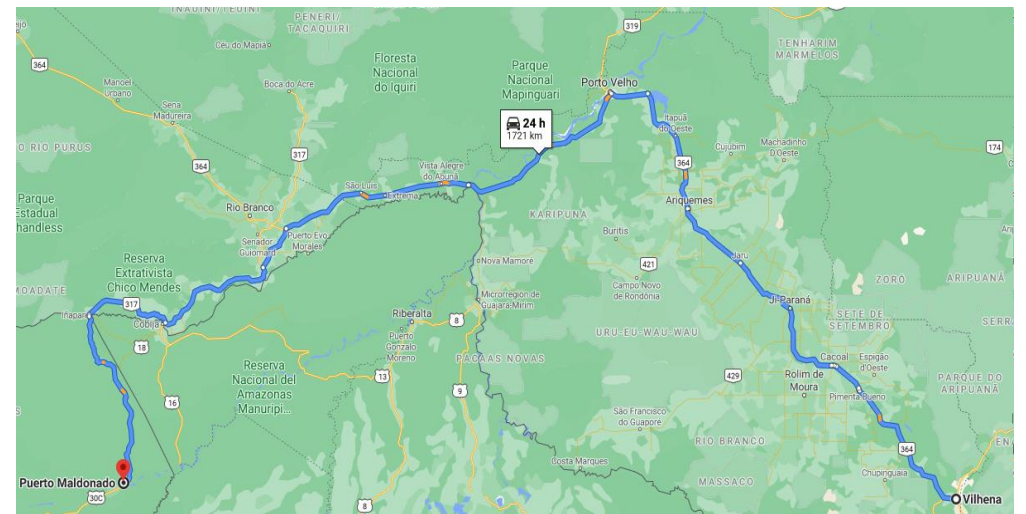 INAUINI/TEUINI
PENERI/
TACAQUIRI
319
Céu do Mapiá
364
Floresta
Nacional
do Iquiri
Parque
Nacional
Mapinguari
TENHARIM
MARMELOS
Manoel
Urbano
Boca do Acre
Porto Velho
Sena
Madureira
24 h
1721 km
Itapuã
do Oeste
Cujubim
Machadinho
D'Oeste
174
O RIO PURUS
364
317
Vista Alegre
do Abunã
364
São Luis
Extrema
Ariquemes
Parque
Estadual
Chandless
Rio Branco
KARIPUNA
Senador
Guiomard
Puerto Evo
Morales
Buritis
Jaru
Reserva
Extrativista
Chico Mendes
Nova Mamoré
421
Campo Novo
de Rondônia
ZORÓ
ARIPUANÃ
MOADATE
317
Microrregion de
Guajara-Mirim
Ji-Paraná
Iñapari
Cobija
Riberalta
8
SETE DE
SETEMBRO
SERR
18
Puerto
Gonzalo
Moreno
URU-EU-WAU-WAU
Reserva
Nacional del
Amazonas
Manuripi...
PACAAS NOVAS
Cacoal
Espigão
d'Oeste
13
429
Rolim de
Moura
PARQUE DO
ARIPUANÃ
9
Pimenta Bueno
16
São Francisco
do Guaporé
RIO BRANCO
364
EN
Costa Marques
Chupinguaia
Puerto Maldonado
MASSACO
30C
8
Vilhena